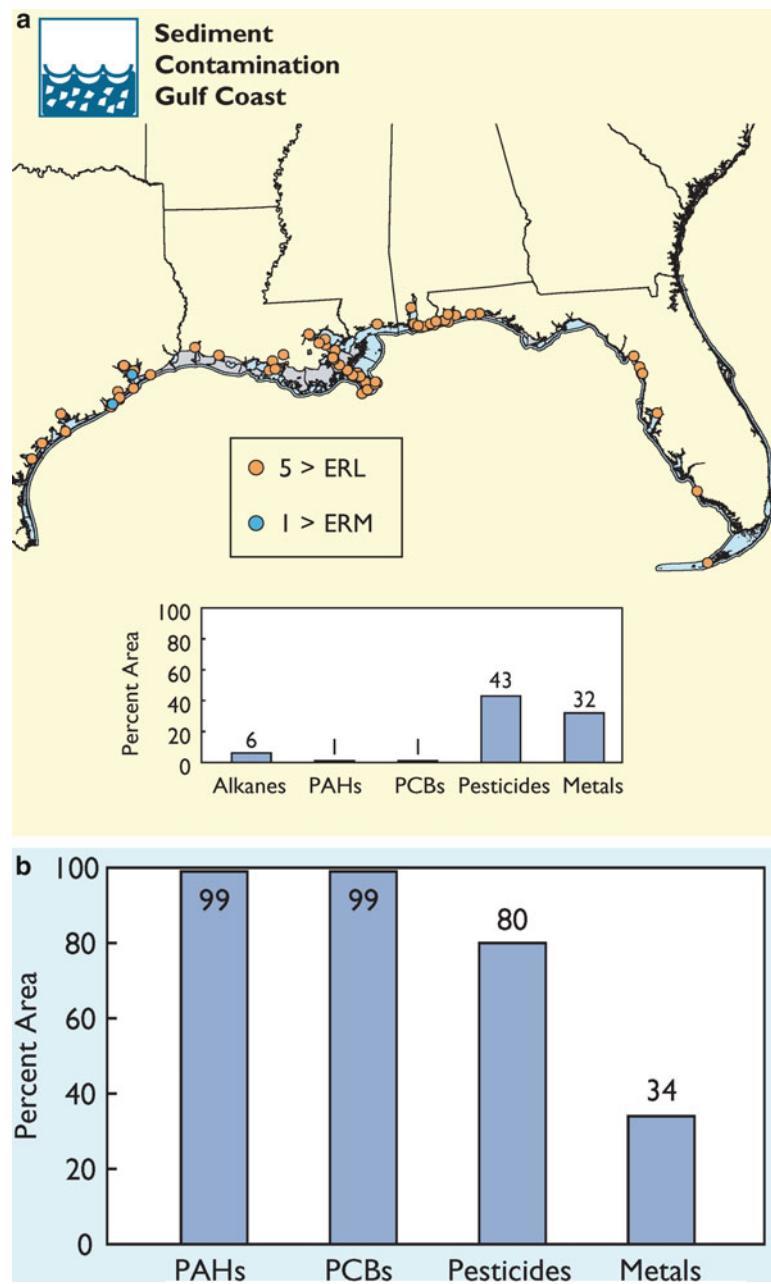 a
Sediment
Contamination
Gulf Coast
5 > ERL
1 > ERM
Percent Area
100
80
60
40
20
0
6
1
1
43
32
Alkanes PAHs PCBs Pesticides Metals
b
Percent Area
100
80
60
40
20
0
99
99
80
34
PAHs PCBs Pesticides Metals